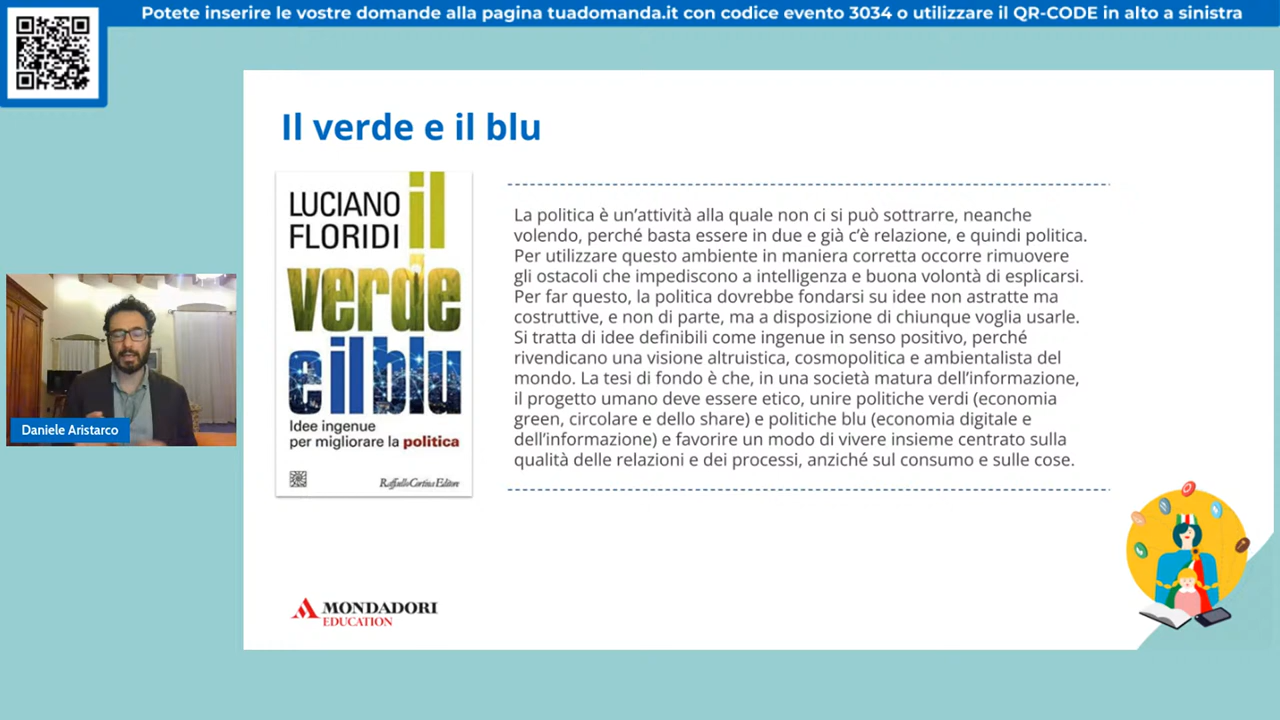 Potete inserire le vostre domande alla pagina tuadomanda.it con codice evento 3034 o utilizzare il QR-CODE in alto a sinistra
Il verde e il blu
LUCIANO
FLORIDI
il
verde
e il blu
Idee ingenue
per migliorare la politica
Raffaello Cortina Editore
La politica è un’attività alla quale non ci si può sottrarre, neanche
volendo, perché basta essere in due e già c’è relazione, e quindi politica.
Per utilizzare questo ambiente in maniera corretta occorre rimuovere
gli ostacoli che impediscono a intelligenza e buona volontà di esplicarsi.
Per far questo, la politica dovrebbe fondarsi su idee non astratte ma
costruttive, e non di parte, ma a disposizione di chiunque voglia usarle.
Si tratta di idee definibili come ingenue in senso positivo, perché
rivendicano una visione altruistica, cosmopolitica e ambientalista del
mondo. La tesi di fondo è che, in una società matura dell’informazione,
il progetto umano deve essere etico, unire politiche verdi (economia
green, circolare e dello share) e politiche blu (economia digitale e
dell’informazione) e favorire un modo di vivere insieme centrato sulla
qualità delle relazioni e dei processi, anziché sul consumo e sulle cose.
Daniele Aristarco
MONDADORI
EDUCATION